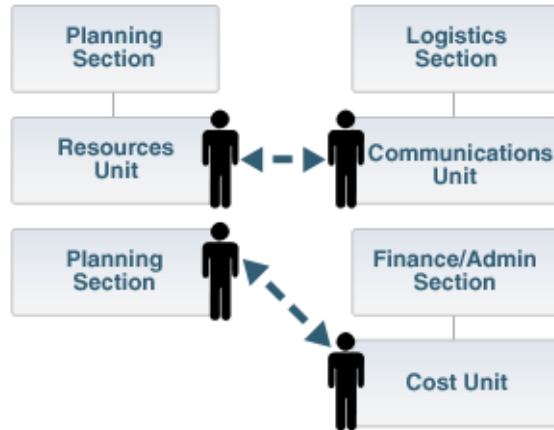 Planning
Section
Logistics
Section
Resources
Unit
Communications
Unit
Planning
Section
Finance/Admin
Section
Cost Unit